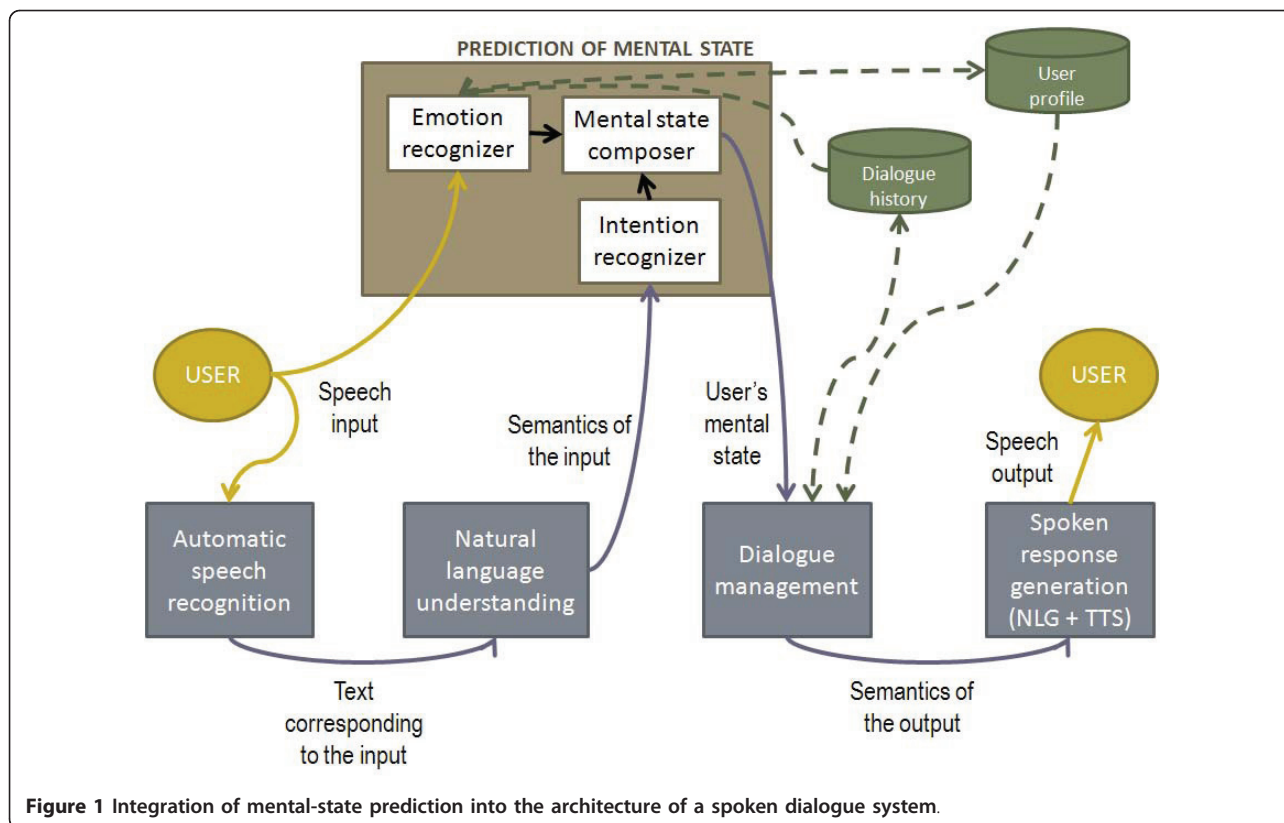 PREDICTION OF MENTAL STATE
User
profile
Emotion
recognizer
Mental state
composer
Dialogue
history
Intention
recognizer
USER
Speech
input
Semantics of
the input
User's
mental
state
USER
Speech
output
Automatic
speech
recognition
Natural
language
understanding
Dialogue
management
Spoken
response
generation
(NLG + TTS)
Text
corresponding
to the input
Semantics of
the output
Figure 1 Integration of mental-state prediction into the architecture of a spoken dialogue system.